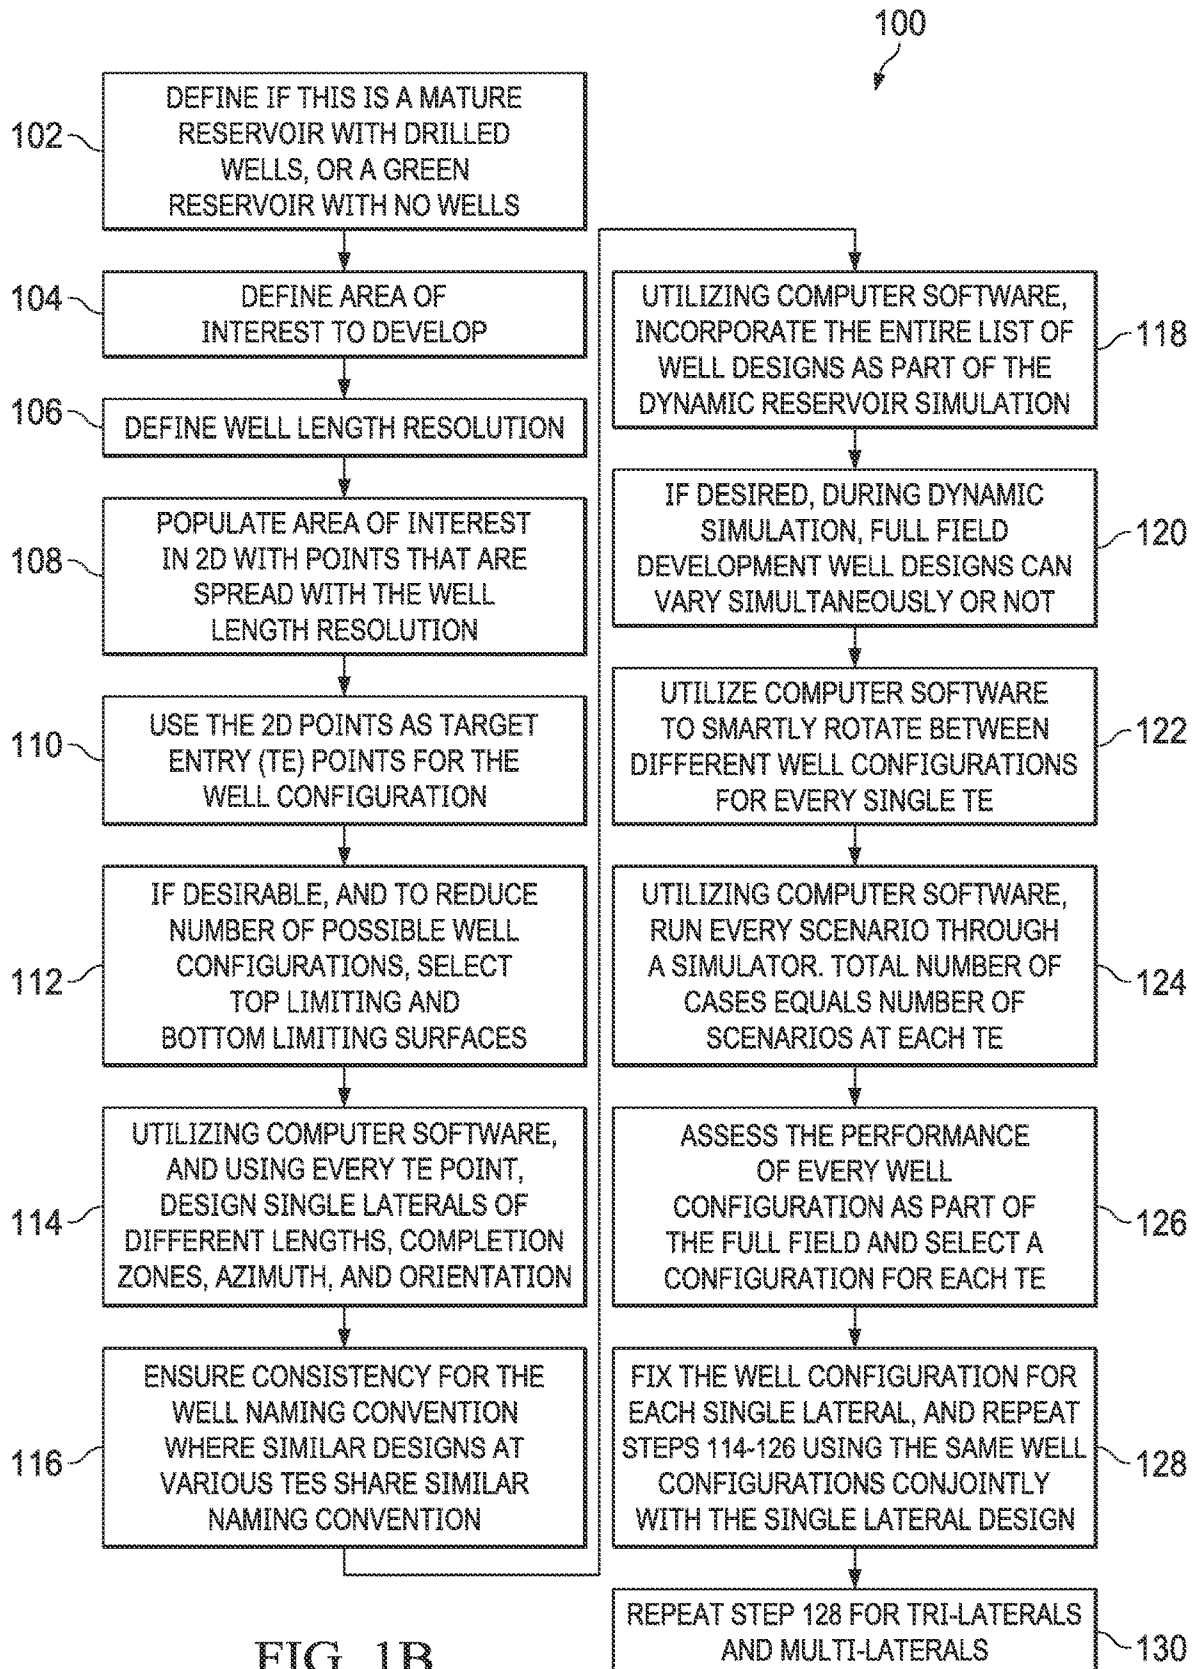 100
102
DEFINE IF THIS IS A MATURE
RESERVOIR WITH DRILLED
WELLS, OR A GREEN
RESERVOIR WITH NO WELLS
104
DEFINE AREA OF
INTEREST TO DEVELOP
106
DEFINE WELL LENGTH RESOLUTION
108
POPULATE AREA OF INTEREST
IN 2D WITH POINTS THAT ARE
SPREAD WITH THE WELL
LENGTH RESOLUTION
110
USE THE 2D POINTS AS TARGET
ENTRY (TE) POINTS FOR THE
WELL CONFIGURATION
112
IF DESIRABLE, AND TO REDUCE
NUMBER OF POSSIBLE WELL
CONFIGURATIONS, SELECT
TOP LIMITING AND
BOTTOM LIMITING SURFACES
114
UTILIZING COMPUTER SOFTWARE,
AND USING EVERY TE POINT,
DESIGN SINGLE LATERALS OF
DIFFERENT LENGTHS, COMPLETION
ZONES, AZIMUTH, AND ORIENTATION
116
ENSURE CONSISTENCY FOR THE
WELL NAMING CONVENTION
WHERE SIMILAR DESIGNS AT
VARIOUS TES SHARE SIMILAR
NAMING CONVENTION
UTILIZING COMPUTER SOFTWARE,
INCORPORATE THE ENTIRE LIST OF
WELL DESIGNS AS PART OF THE
DYNAMIC RESERVOIR SIMULATION
118
IF DESIRED, DURING DYNAMIC
SIMULATION, FULL FIELD
DEVELOPMENT WELL DESIGNS CAN
VARY SIMULTANEOUSLY OR NOT
120
UTILIZE COMPUTER SOFTWARE
TO SMARTLY ROTATE BETWEEN
DIFFERENT WELL CONFIGURATIONS
FOR EVERY SINGLE TE
122
UTILIZING COMPUTER SOFTWARE,
RUN EVERY SCENARIO THROUGH
A SIMULATOR. TOTAL NUMBER OF
CASES EQUALS NUMBER OF
SCENARIOS AT EACH TE
124
ASSESS THE PERFORMANCE
OF EVERY WELL
CONFIGURATION AS PART OF
THE FULL FIELD AND SELECT A
CONFIGURATION FOR EACH TE
126
FIX THE WELL CONFIGURATION FOR
EACH SINGLE LATERAL, AND REPEAT
STEPS 114-126 USING THE SAME WELL
CONFIGURATIONS CONJOINTLY
WITH THE SINGLE LATERAL DESIGN
128
REPEAT STEP 128 FOR TRI-LATERALS
AND MULTI-LATERALS
130
FIG. 1B